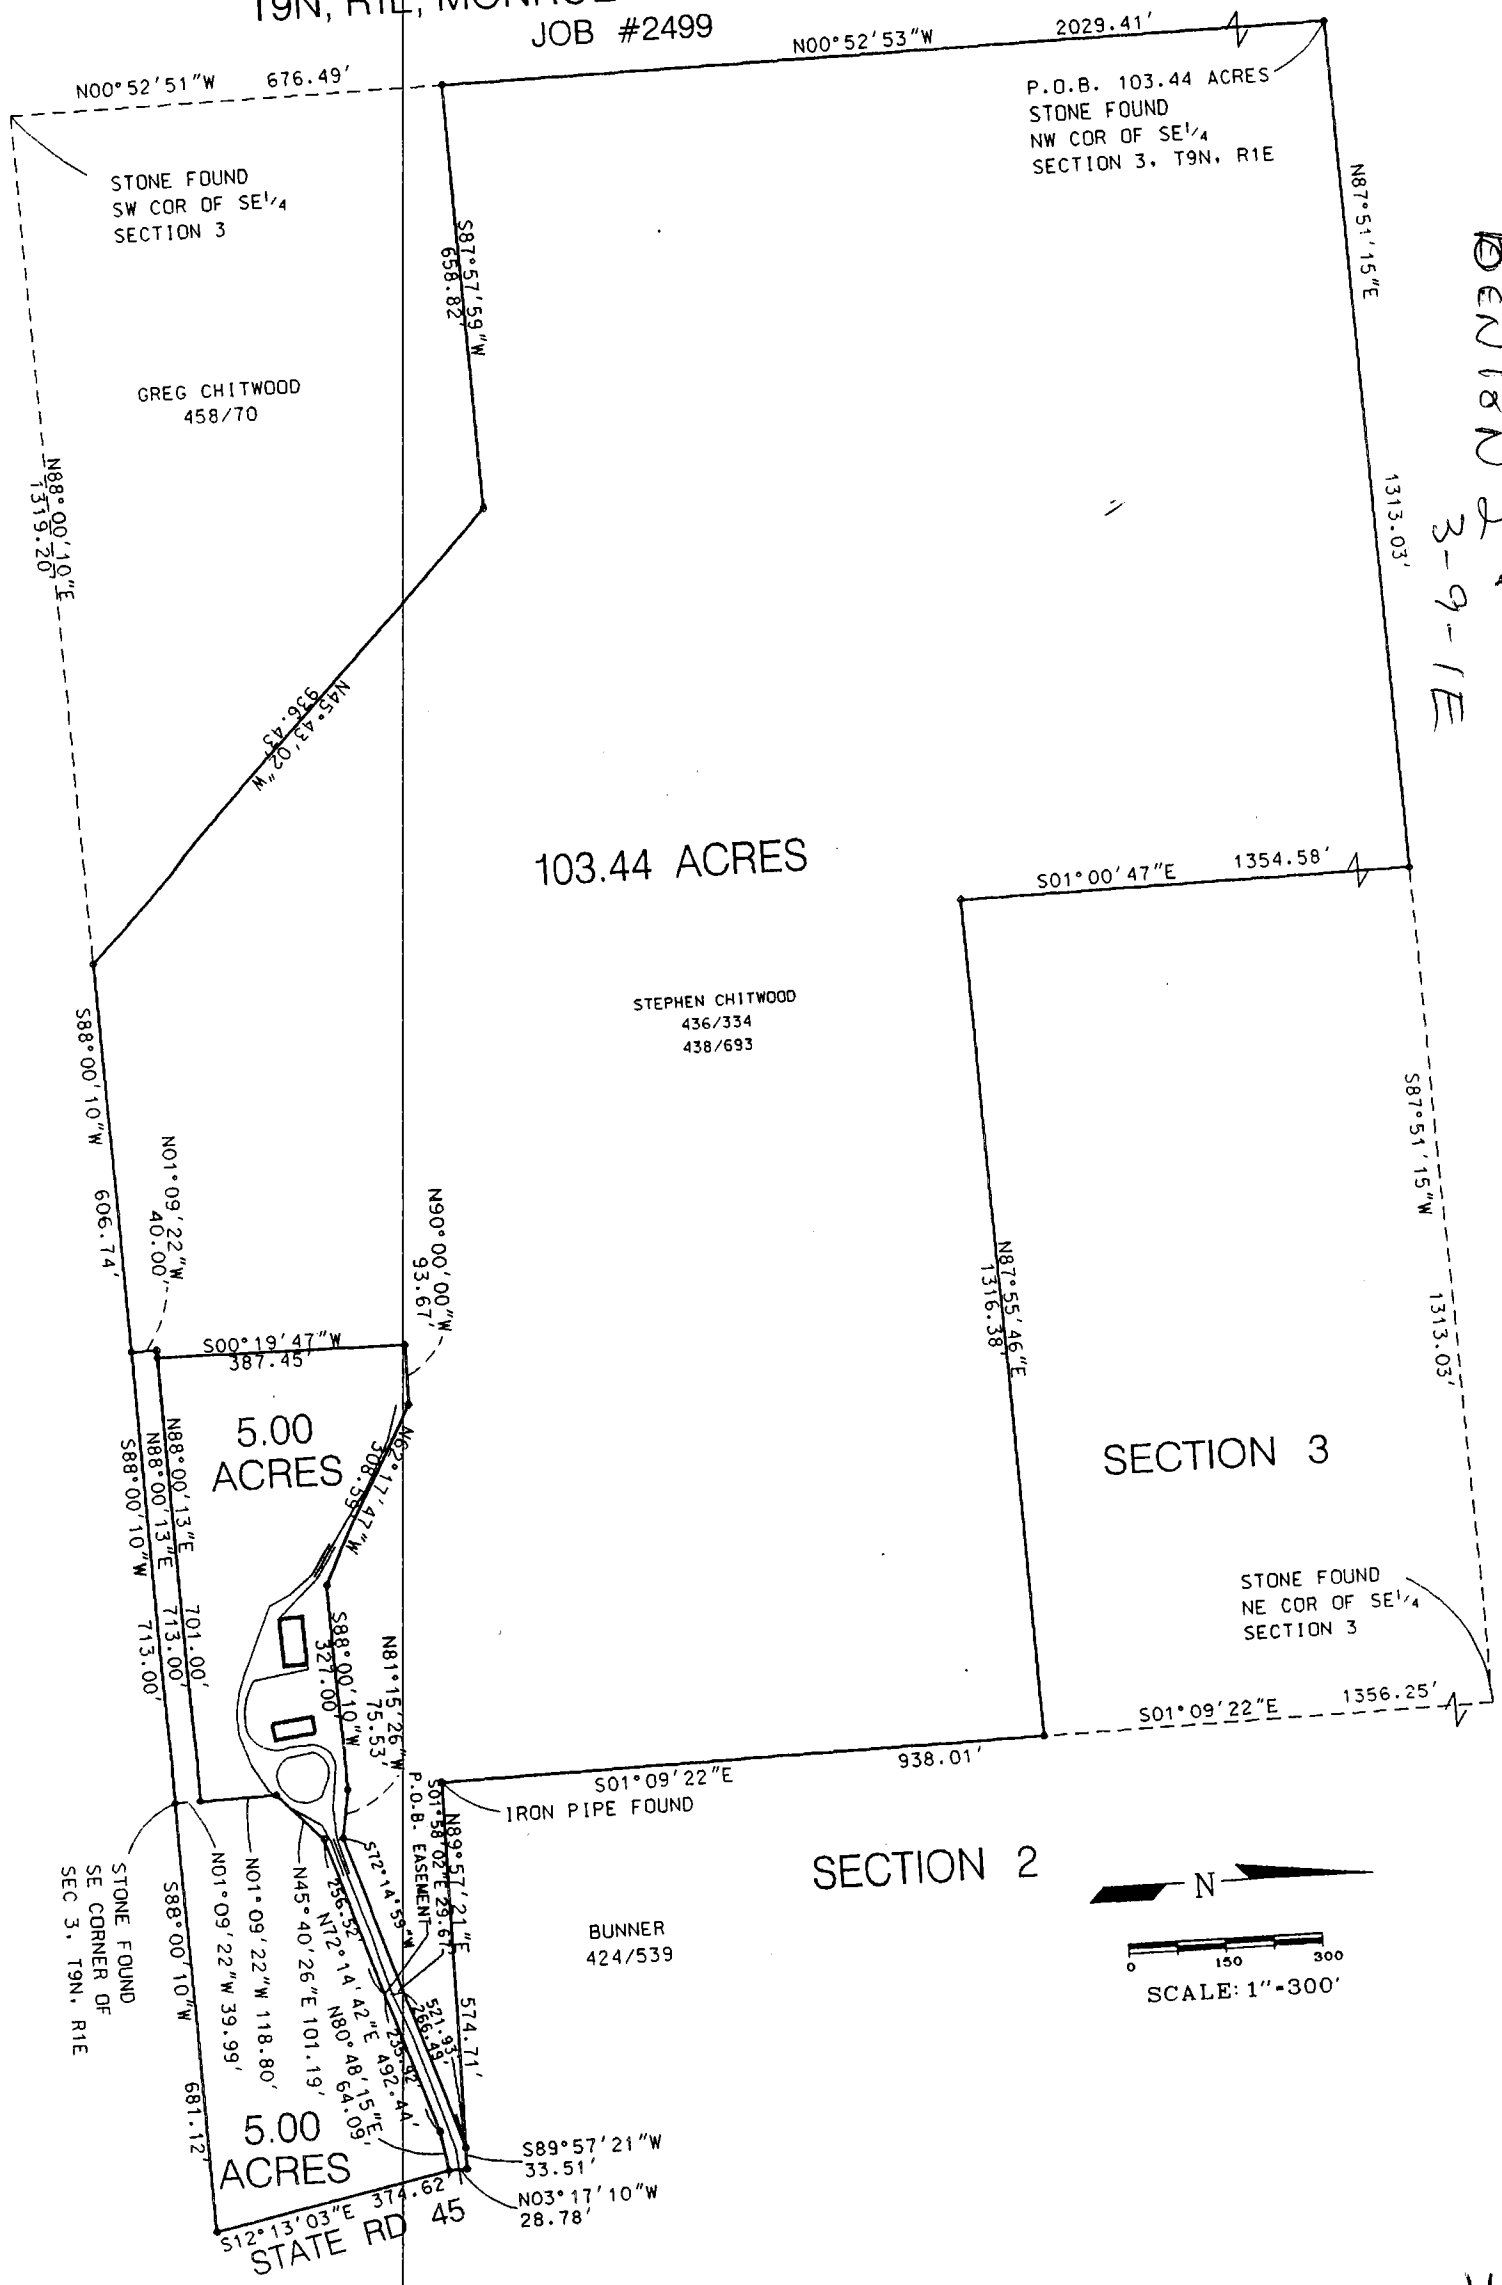 JOB #2499
N00°52'51"W 676.49'
N00°52'53"W 2029.41'
P.O.B. 103.44 ACRES
STONE FOUND
NW COR OF SE1/4
SECTION 3, T9N, R1E
STONE FOUND
SW COR OF SE1/4
SECTION 3
N87°51'15"E 1313.03'
3-9-1E
S87°57'59"W
658.82'
GREG CHITWOOD
458/70
N88°00'10"E
1319.20'
N45°43'02"W
936.43'
103.44 ACRES
S01°00'47"E 1354.58'
STEPHEN CHITWOOD
436/334
438/693
S88°00'10"W 606.74'
N01°09'22"W
40.00'
N90°00'00"W
93.67'
S87°51'15"W 1313.03'
N87°55'46"E
1316.38'
S00°19'47"W
387.45'
5.00
ACRES
N62°17'47"W
308.59'
SECTION 3
N88°00'13"E 701.00'
N88°00'13"E 713.00'
S88°00'10"W 713.00'
S88°00'10"W
327.00'
N81°15'26"W
75.53'
STONE FOUND
NE COR OF SE1/4
SECTION 3
S01°09'22"E 1356.25'
S01°09'22"E 938.01'
IRON PIPE FOUND
P.O.B. EASEMENT
S01°58'02"E 29.67'
N89°57'21"E 574.71'
S72°14'59"W 521.93'
266.49'
256.52'
235.92'
SECTION 2
N
BUNNER
424/539
0 150 300
SCALE: 1"=300'
STONE FOUND
SE CORNER OF
SEC 3, T9N, R1E
S88°00'10"W 681.12'
N01°09'22"W 39.99'
N01°09'22"W 118.80'
N45°40'26"E 101.19'
N72°14'42"E 492.44'
N80°48'15"E
64.09'
5.00
ACRES
S89°57'21"W
33.51'
N03°17'10"W
28.78'
S12°13'03"E 374.62'
STATE RD 45